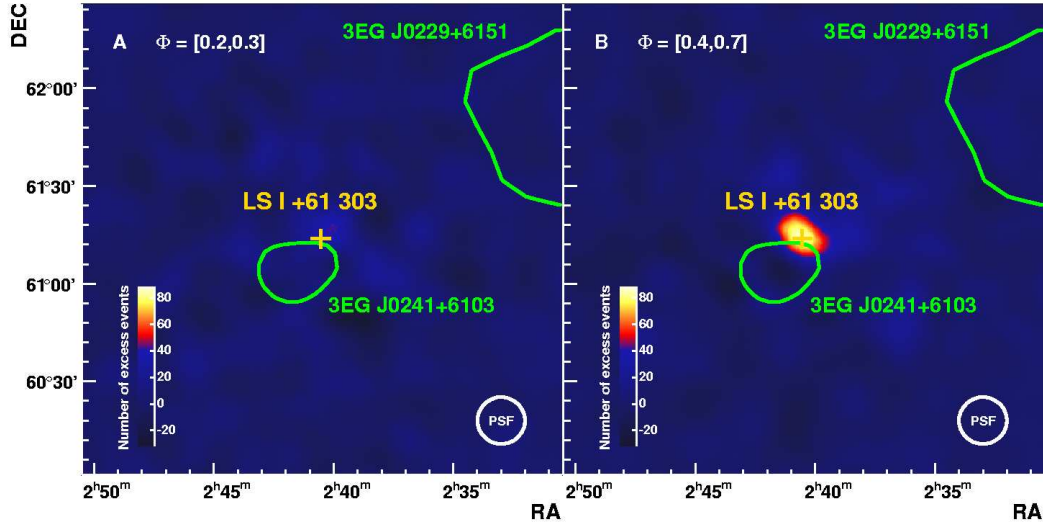 DEC
A Φ = [0.2,0.3]
3EG J0229+6151
62°00'
61°30'
61°00'
60°30'
LS I +61 303
3EG J0241+6103
Number of excess events
80
60
40
20
0
-20
PSF
2h50m
2h45m
2h40m
2h35m
RA
B Φ = [0.4,0.7]
3EG J0229+6151
LS I +61 303
3EG J0241+6103
Number of excess events
80
60
40
20
0
-20
PSF
2h50m
2h45m
2h40m
2h35m
RA